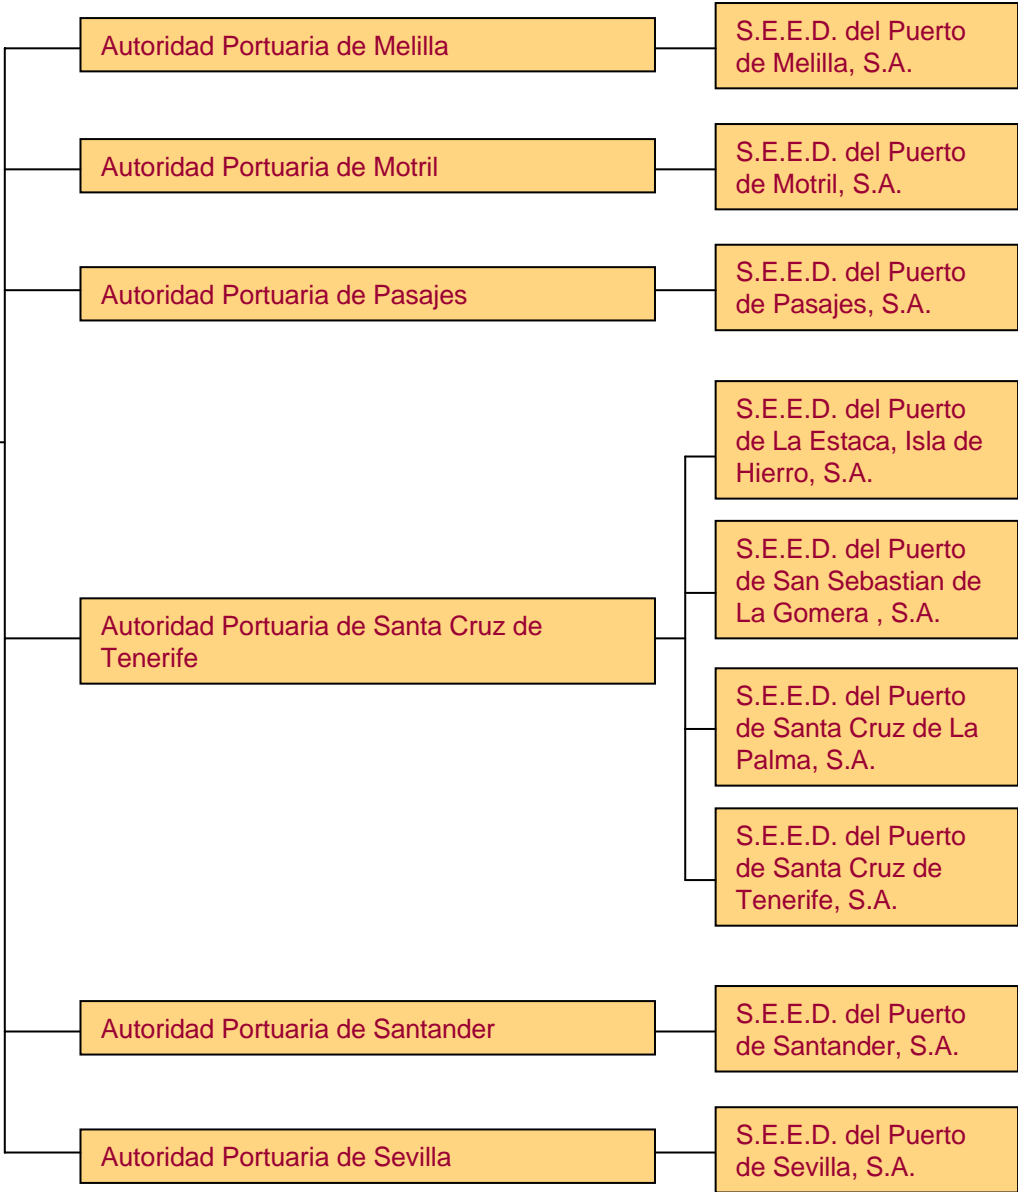 Autoridad Portuaria de Melilla
S.E.E.D. del Puerto
de Melilla, S.A.
Autoridad Portuaria de Motril
S.E.E.D. del Puerto
de Motril, S.A.
Autoridad Portuaria de Pasajes
S.E.E.D. del Puerto
de Pasajes, S.A.
Autoridad Portuaria de Santa Cruz de
Tenerife
S.E.E.D. del Puerto
de La Estaca, Isla de
Hierro, S.A.
S.E.E.D. del Puerto
de San Sebastian de
La Gomera , S.A.
S.E.E.D. del Puerto
de Santa Cruz de La
Palma, S.A.
S.E.E.D. del Puerto
de Santa Cruz de
Tenerife, S.A.
Autoridad Portuaria de Santander
S.E.E.D. del Puerto
de Santander, S.A.
Autoridad Portuaria de Sevilla
S.E.E.D. del Puerto
de Sevilla, S.A.